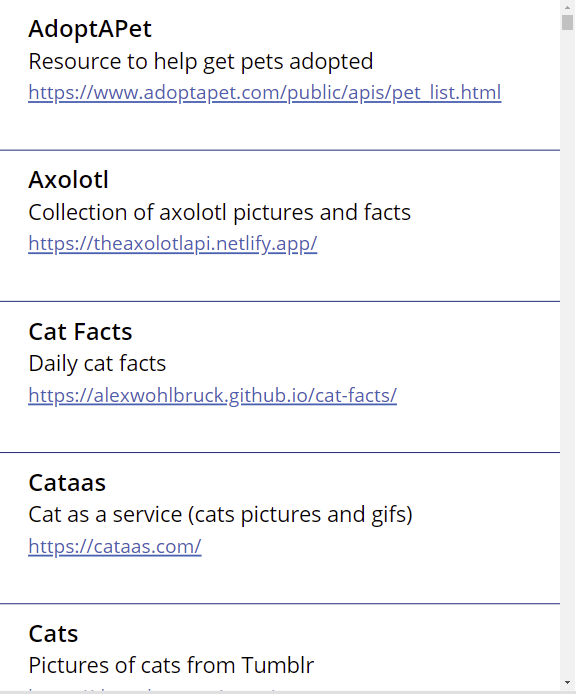 AdoptAPet
Resource to help get pets adopted
https://www.adoptapet.com/public/apis/pet_list.html
Axolotl
Collection of axolotl pictures and facts
https://theaxolotlapi.netlify.app/
Cat Facts
Daily cat facts
https://alexwohlbruck.github.io/cat-facts/
Cataas
Cat as a service (cats pictures and gifs)
https://cataas.com/
Cats
Pictures of cats from Tumblr